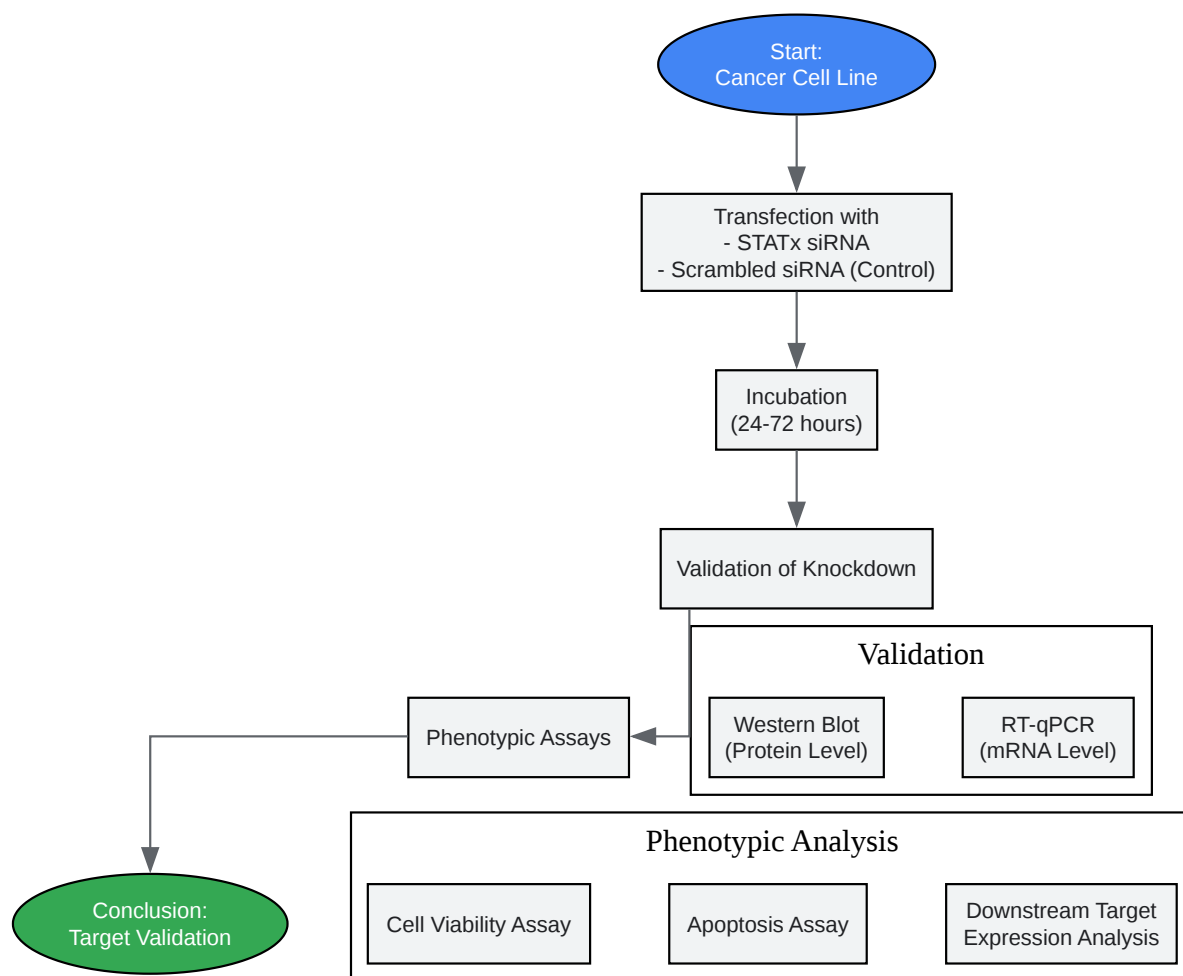 Start:
Cancer Cell Line
Transfection with
- STATx siRNA
- Scrambled siRNA (Control)
Incubation
(24-72 hours)
Validation of Knockdown
Validation
Western Blot
(Protein Level)
RT-qPCR
(mRNA Level)
Phenotypic Assays
Phenotypic Analysis
Cell Viability Assay
Apoptosis Assay
Downstream Target
Expression Analysis
Conclusion:
Target Validation